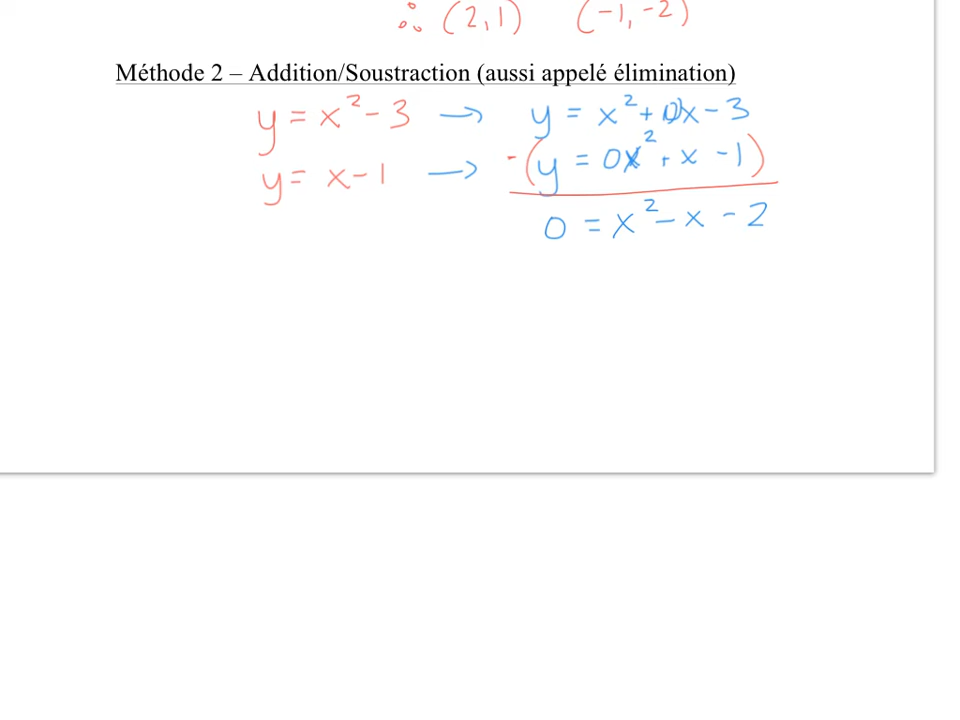 ∴ (2,1) (-1,-2)
Méthode 2 – Addition/Soustraction (aussi appelé élimination)
y = x² - 3 → y = x² + 0x - 3
y = x - 1 → -(y = 0x² + x - 1)
0 = x² - x - 2